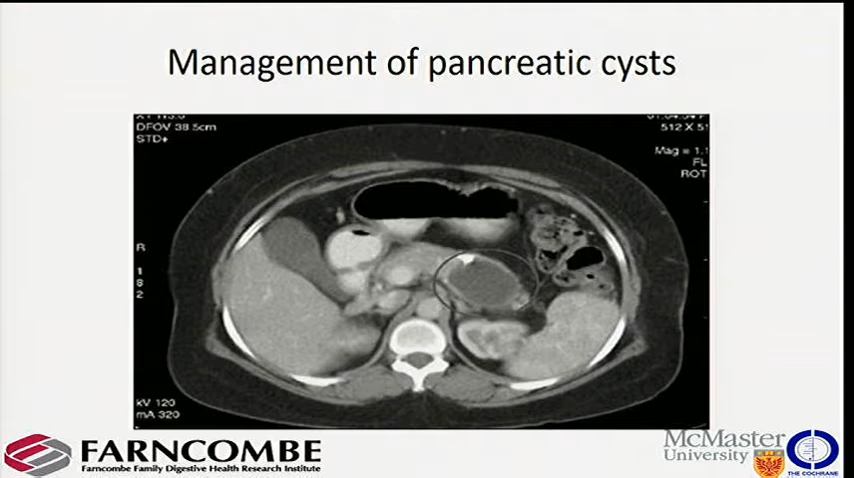 Management of pancreatic cysts
DFOV 38.5cm
STD+
512 X 51
Mag = 1.1
FL
ROT
R
1
8
2
kV 120
mA 320
FARNCOMBE
Farncombe Family Digestive Health Research Institute
McMaster
University
THE COCHRANE